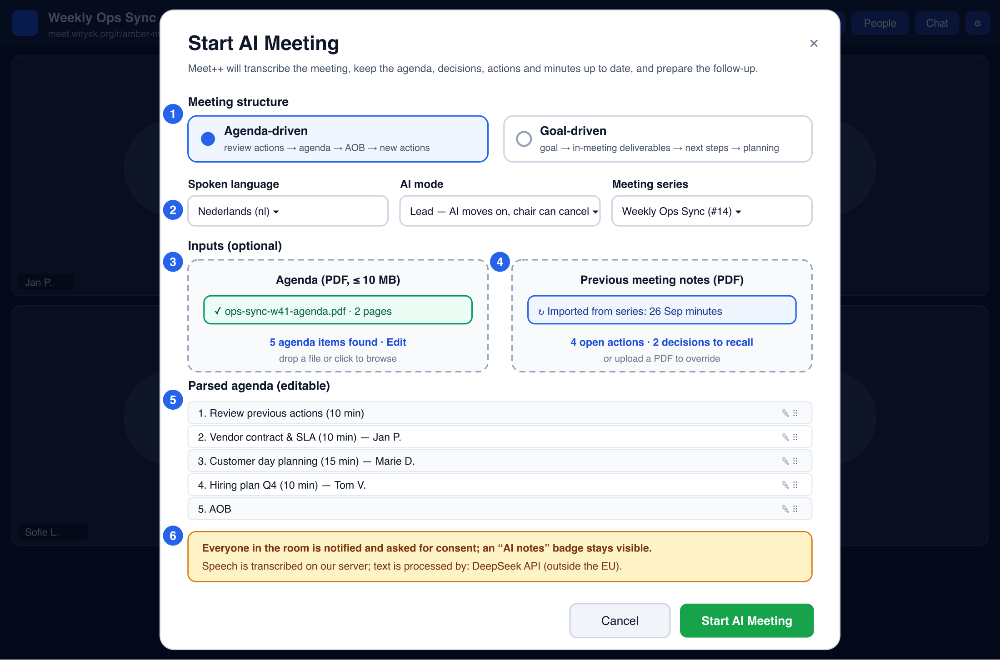 Weekly Ops Sync
meet.witysk.org/r/amber-riv
People
Chat
Start AI Meeting
Meet++ will transcribe the meeting, keep the agenda, decisions, actions and minutes up to date, and prepare the follow-up.
Meeting structure
1
Agenda-driven
review actions → agenda → AOB → new actions
Goal-driven
goal → in-meeting deliverables → next steps → planning
Spoken language
AI mode
Meeting series
2
Nederlands (nl)
Lead — AI moves on, chair can cancel
Weekly Ops Sync (#14)
Inputs (optional)
3
Agenda (PDF, ≤ 10 MB)
✓ ops-sync-w41-agenda.pdf · 2 pages
5 agenda items found · Edit
drop a file or click to browse
4
Previous meeting notes (PDF)
↻ Imported from series: 26 Sep minutes
4 open actions · 2 decisions to recall
or upload a PDF to override
Parsed agenda (editable)
5
1. Review previous actions (10 min)
2. Vendor contract & SLA (10 min) — Jan P.
3. Customer day planning (15 min) — Marie D.
4. Hiring plan Q4 (10 min) — Tom V.
5. AOB
6
Everyone in the room is notified and asked for consent; an “AI notes” badge stays visible.
Speech is transcribed on our server; text is processed by: DeepSeek API (outside the EU).
Cancel
Start AI Meeting
Jan P.
Sofie L.